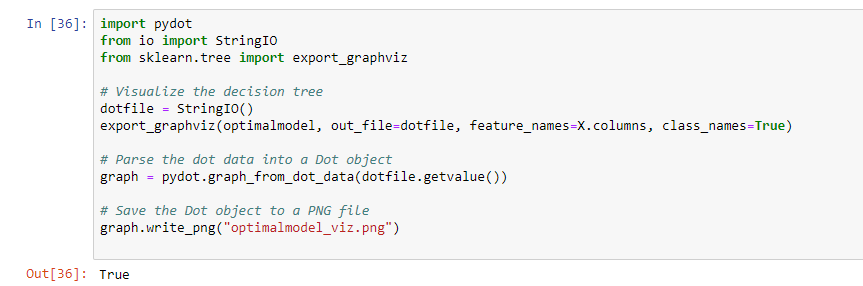 In [36]: import pydot
from io import StringIO
from sklearn.tree import export_graphviz
# Visualize the decision tree
dotfile = StringIO()
export_graphviz(optimalmodel, out_file=dotfile, feature_names=X.columns, class_names=True)
# Parse the dot data into a Dot object
graph = pydot.graph_from_dot_data(dotfile.getvalue())
# Save the Dot object to a PNG file
graph.write_png("optimalmodel_viz.png")
Out[36]: True